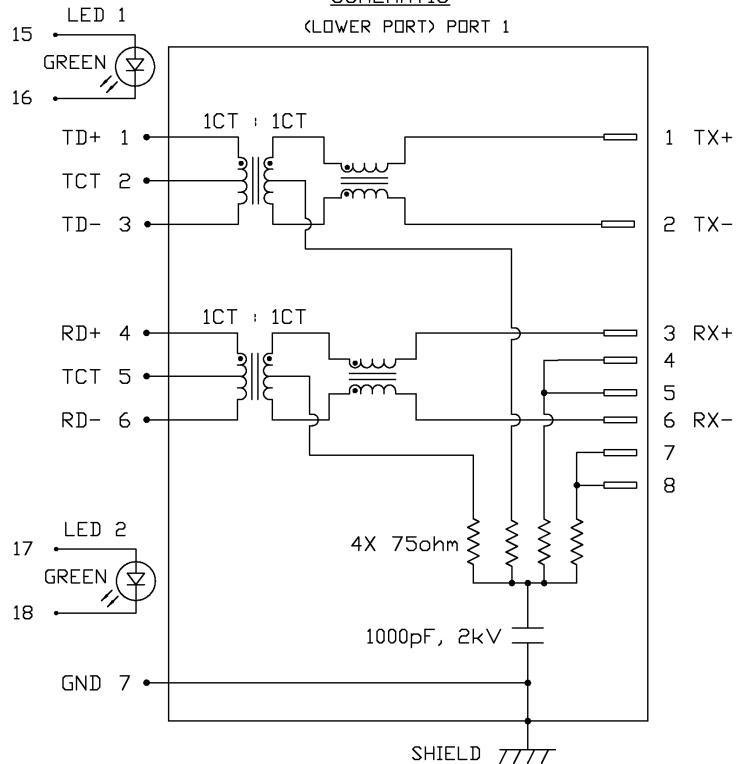 SCHEMATIC
(LOWER PORT) PORT 1
LED 1
15
GREEN
16
1CT : 1CT
TD+ 1
TCT 2
TD- 3
1 TX+
2 TX-
1CT : 1CT
RD+ 4
TCT 5
RD- 6
3 RX+
4
5
6 RX-
7
8
LED 2
17
GREEN
18
4X 75ohm
1000pF, 2kV
GND 7
SHIELD